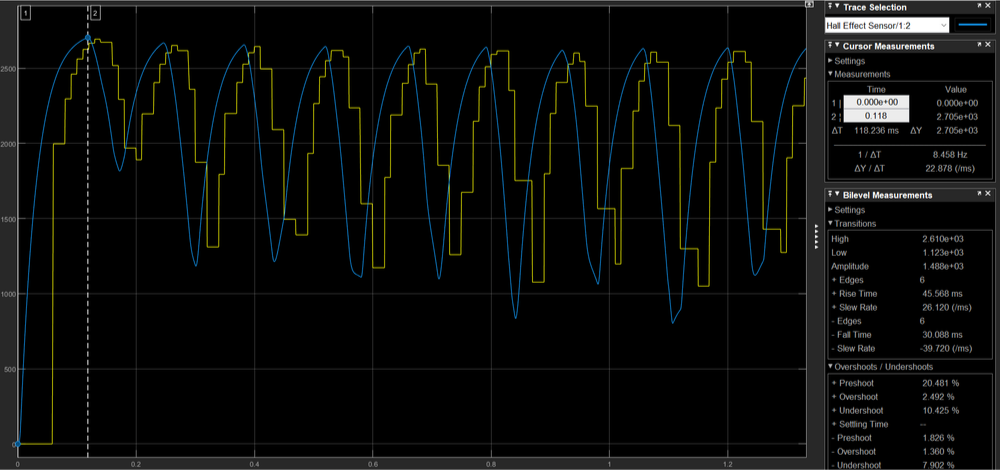 1
2
2500
2000
1500
1000
500
0
0
0.2
0.4
0.6
0.8
1
1.2
Trace Selection
Hall Effect Sensor/1:2
Cursor Measurements
Settings
Measurements
Time Value
1 | 0.000e+00 0.000e+00
2 ¦ 0.118 2.705e+03
ΔT 118.236 ms ΔY 2.705e+03
1 / ΔT 8.458 Hz
ΔY / ΔT 22.878 (/ms)
Bilevel Measurements
Settings
Transitions
High 2.610e+03
Low 1.123e+03
Amplitude 1.488e+03
+ Edges 6
+ Rise Time 45.568 ms
+ Slew Rate 26.120 (/ms)
- Edges 6
- Fall Time 30.088 ms
- Slew Rate -39.720 (/ms)
Overshoots / Undershoots
+ Preshoot 20.481 %
+ Overshoot 2.492 %
+ Undershoot 10.425 %
+ Settling Time --
- Preshoot 1.826 %
- Overshoot 1.360 %
- Undershoot 7.902 %